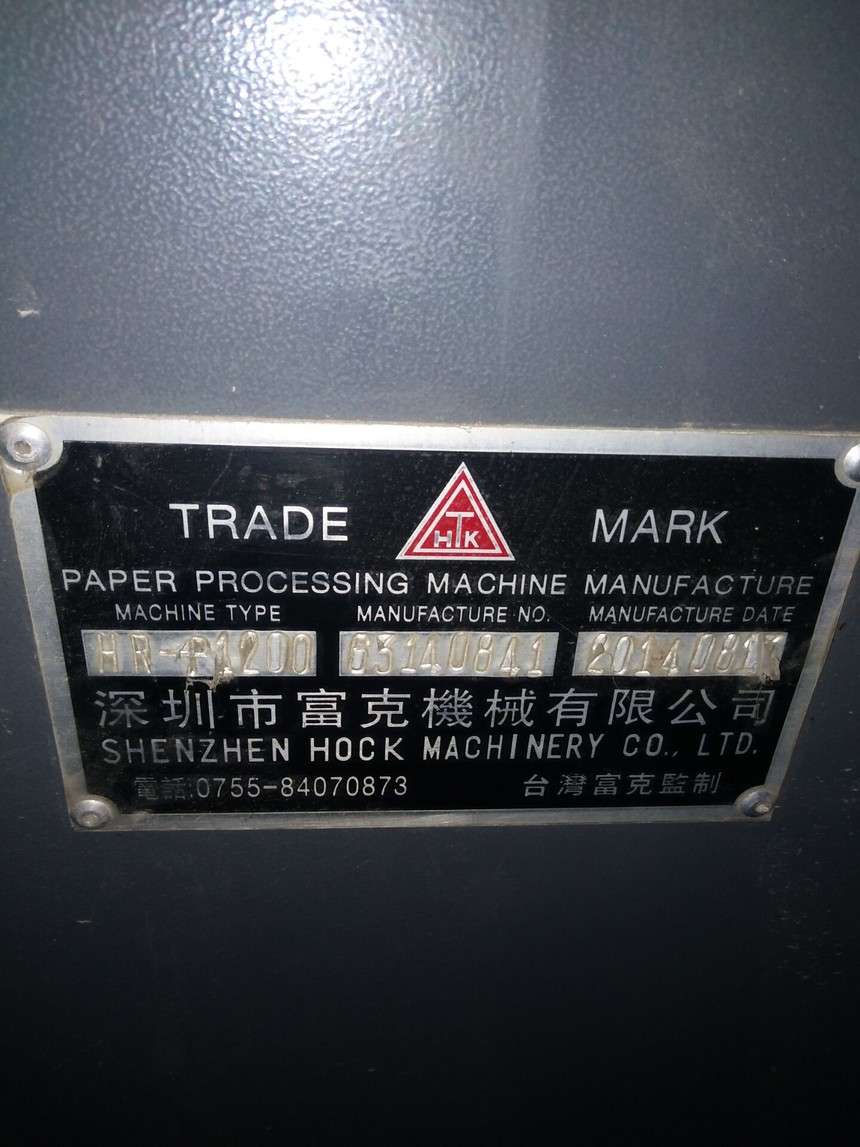 TRADE HTK MARK
PAPER PROCESSING MACHINE MANUFACTURE
MACHINE TYPE MANUFACTURE NO. MANUFACTURE DATE
63140841
深圳市富克機械有限公司
SHENZHEN HOCK MACHINERY CO., LTD.
電話:0755-84070873 台灣富克監制